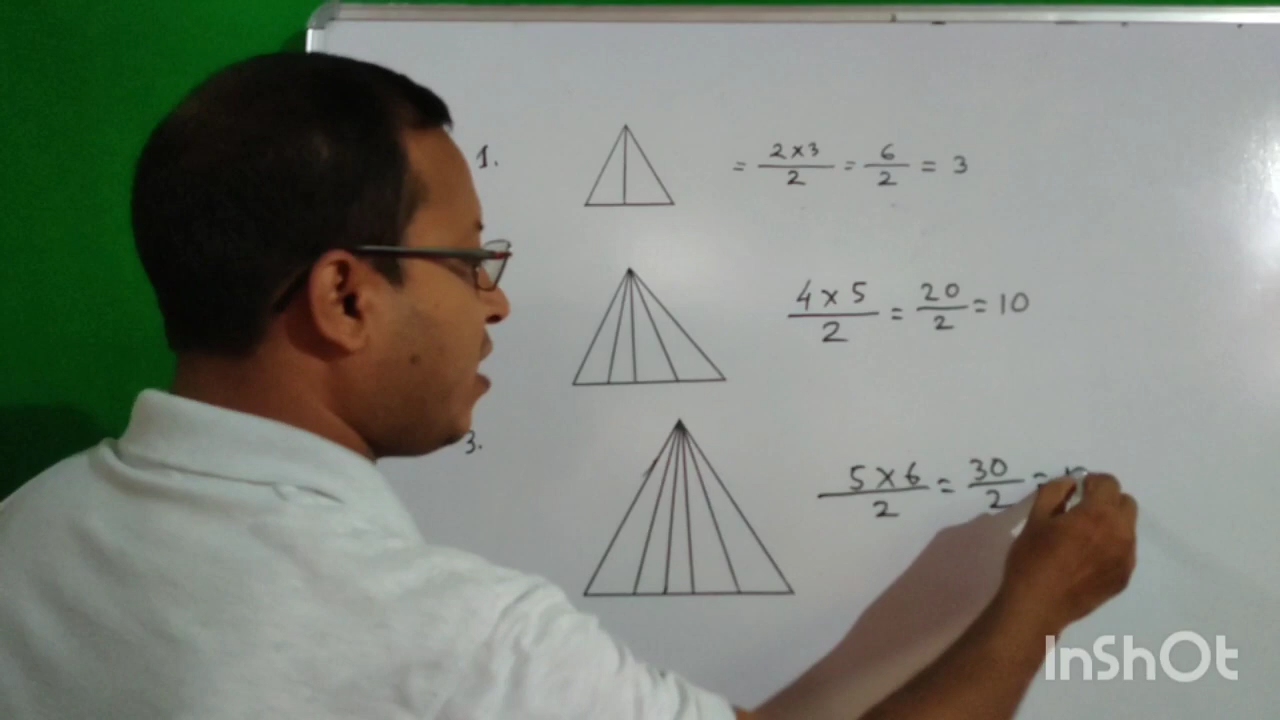 1. = 2 x 3 / 2 = 6 / 2 = 3
4 x 5 / 2 = 20 / 2 = 10
3. 5 x 6 / 2 = 30 / 2 =
InShOt